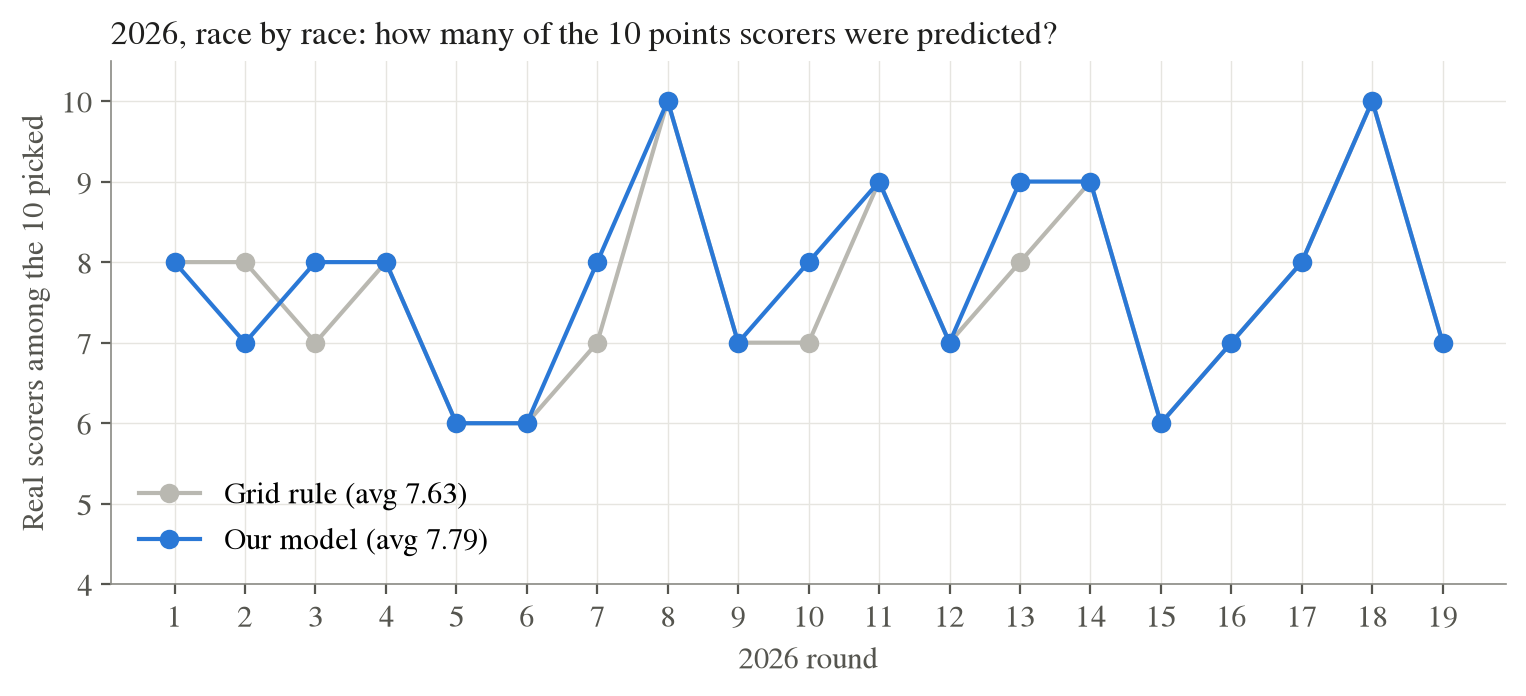 2026, race by race: how many of the 10 points scorers were predicted?
Real scorers among the 10 picked
10
9
8
7
6
5
4
Grid rule (avg 7.63)
Our model (avg 7.79)
1 2 3 4 5 6 7 8 9 10 11 12 13 14 15 16 17 18 19
2026 round